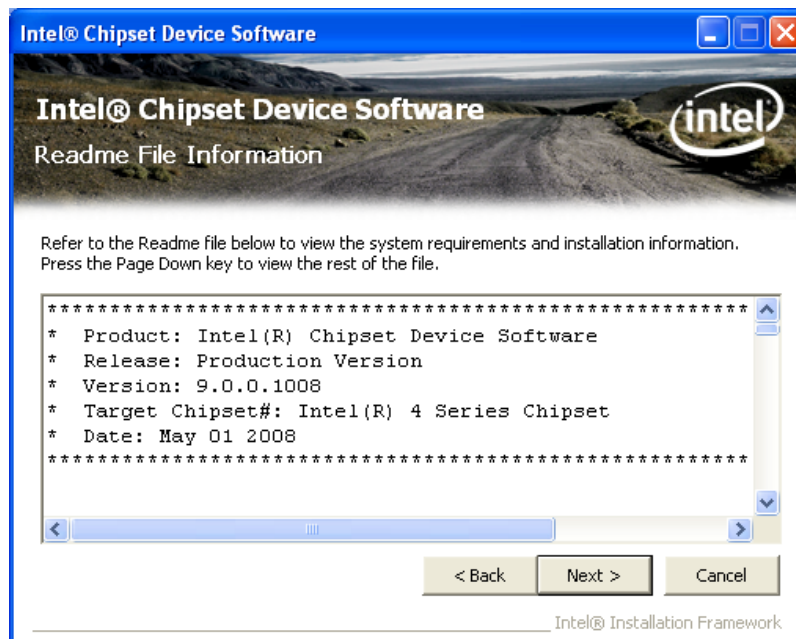 Intel® Chipset Device Software
Intel® Chipset Device Software
intel
Readme File Information
Refer to the Readme file below to view the system requirements and installation information.
Press the Page Down key to view the rest of the file.
********************************************************
* Product: Intel(R) Chipset Device Software
* Release: Production Version
* Version: 9.0.0.1008
* Target Chipset#: Intel(R) 4 Series Chipset
* Date: May 01 2008
********************************************************
< Back Next > Cancel
Intel® Installation Framework